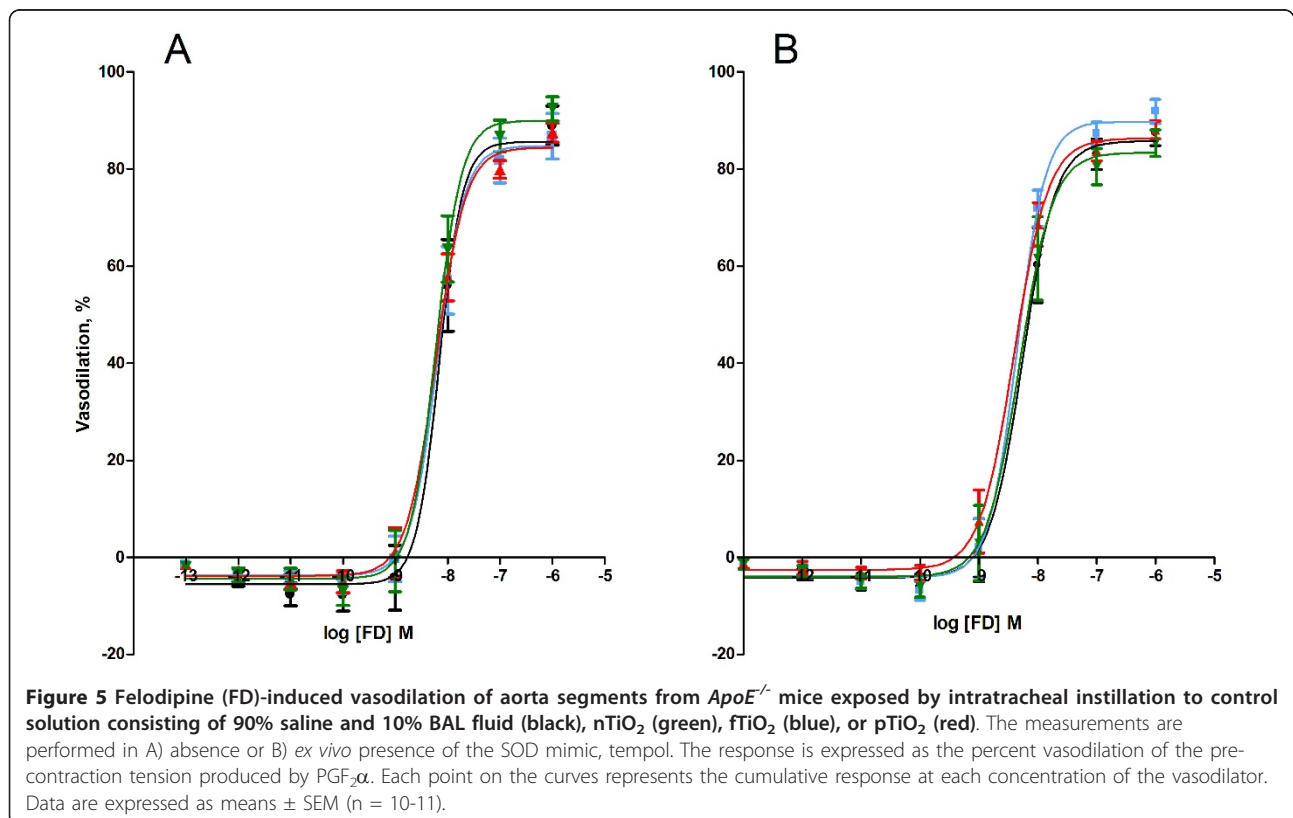 A
B
100
80
60
40
20
0
-20
Vasodilation, %
-13 -12 -11 -10 -9 -8 -7 -6 -5
log [FD] M
100
80
60
40
20
0
-20
-12 -11 -10 -9 -8 -7 -6 -5
log [FD] M
Figure 5 Felodipine (FD)-induced vasodilation of aorta segments from ApoE⁻/⁻ mice exposed by intratracheal instillation to control
solution consisting of 90% saline and 10% BAL fluid (black), nTiO₂ (green), fTiO₂ (blue), or pTiO₂ (red). The measurements are
performed in A) absence or B) ex vivo presence of the SOD mimic, tempol. The response is expressed as the percent vasodilation of the pre-
contraction tension produced by PGF₂α. Each point on the curves represents the cumulative response at each concentration of the vasodilator.
Data are expressed as means ± SEM (n = 10-11).